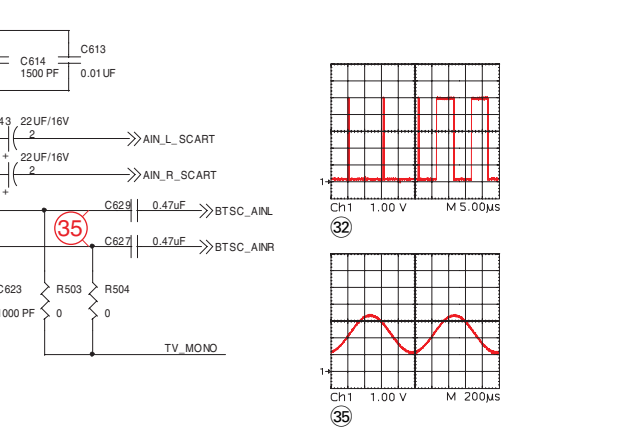 C613
C614
1500 PF
0.01UF
43 22UF/16V
2
+
AIN_L_SCART
22UF/16V
2
+
AIN_R_SCART
C629 0.47uF
BTSC_AINL
35
C627 0.47uF
BTSC_AINR
C623
R503
R504
1000 PF
0
0
TV_MONO
1
Ch1 1.00 V M 5.00µs
32
1
Ch1 1.00 V M 200µs
35